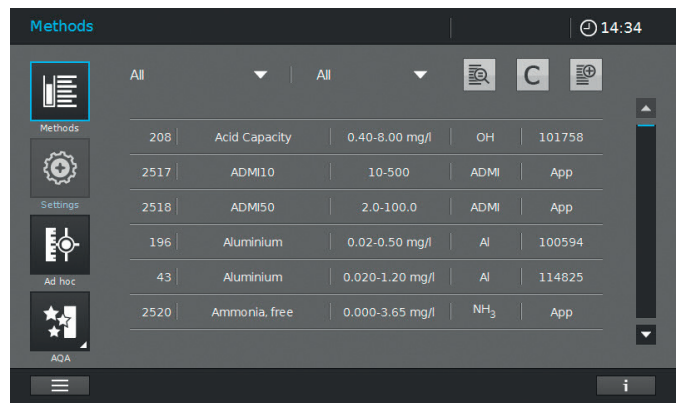 Methods 14:34
All All C
Methods
208 Acid Capacity 0.40-8.00 mg/l OH 101758
2517 ADMI10 10-500 ADMI App
Settings
2518 ADMI50 2.0-100.0 ADMI App
196 Aluminium 0.02-0.50 mg/l Al 100594
Ad hoc
43 Aluminium 0.020-1.20 mg/l Al 114825
2520 Ammonia, free 0.000-3.65 mg/l NH₃ App
AQA
i